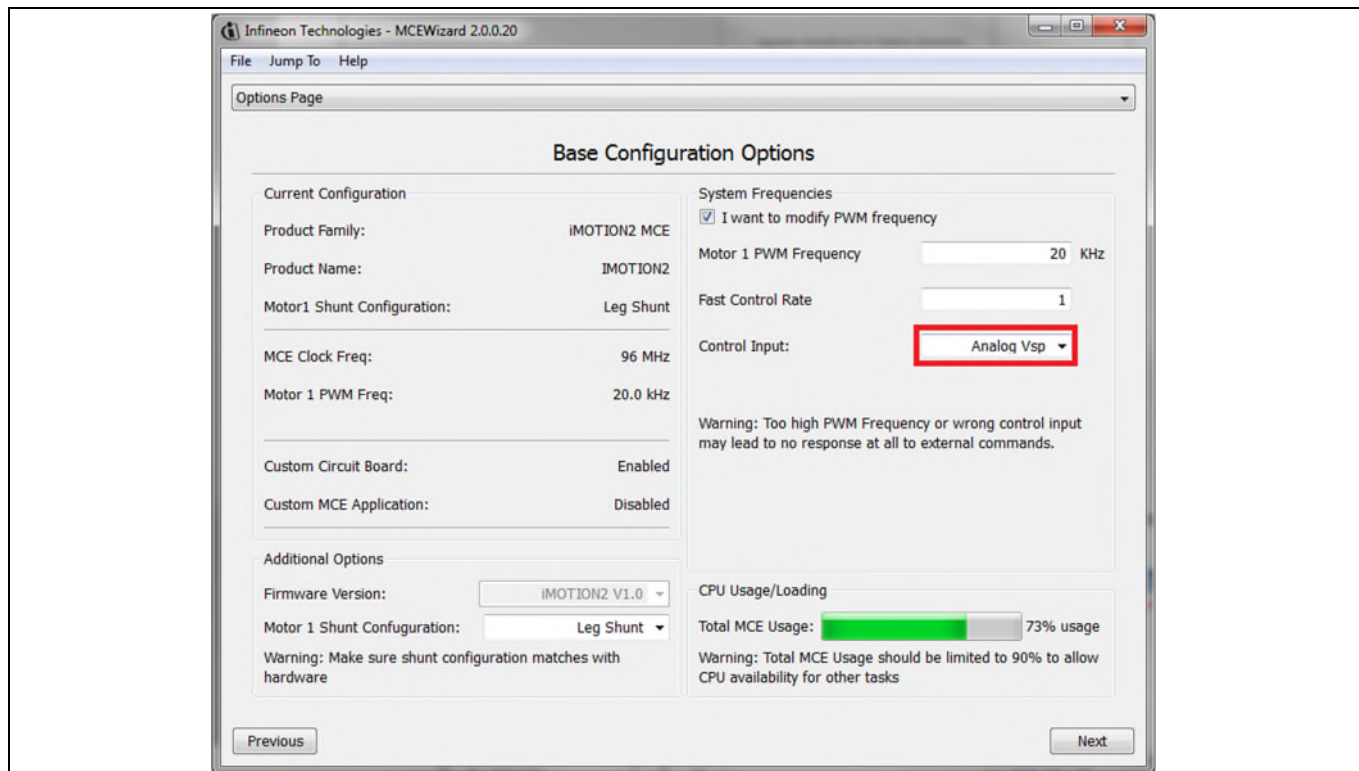 Infineon Technologies - MCEWizard 2.0.0.20
File Jump To Help
Options Page
Base Configuration Options
Current Configuration
Product Family: iMOTION2 MCE
Product Name: IMOTION2
Motor1 Shunt Configuration: Leg Shunt
MCE Clock Freq: 96 MHz
Motor 1 PWM Freq: 20.0 kHz
Custom Circuit Board: Enabled
Custom MCE Application: Disabled
Additional Options
Firmware Version: iMOTION2 V1.0
Motor 1 Shunt Confuguration: Leg Shunt
Warning: Make sure shunt configuration matches with
hardware
System Frequencies
I want to modify PWM frequency
Motor 1 PWM Frequency 20 KHz
Fast Control Rate 1
Control Input: Analog Vsp
Warning: Too high PWM Frequency or wrong control input
may lead to no response at all to external commands.
CPU Usage/Loading
Total MCE Usage: 73% usage
Warning: Total MCE Usage should be limited to 90% to allow
CPU availability for other tasks
Previous
Next